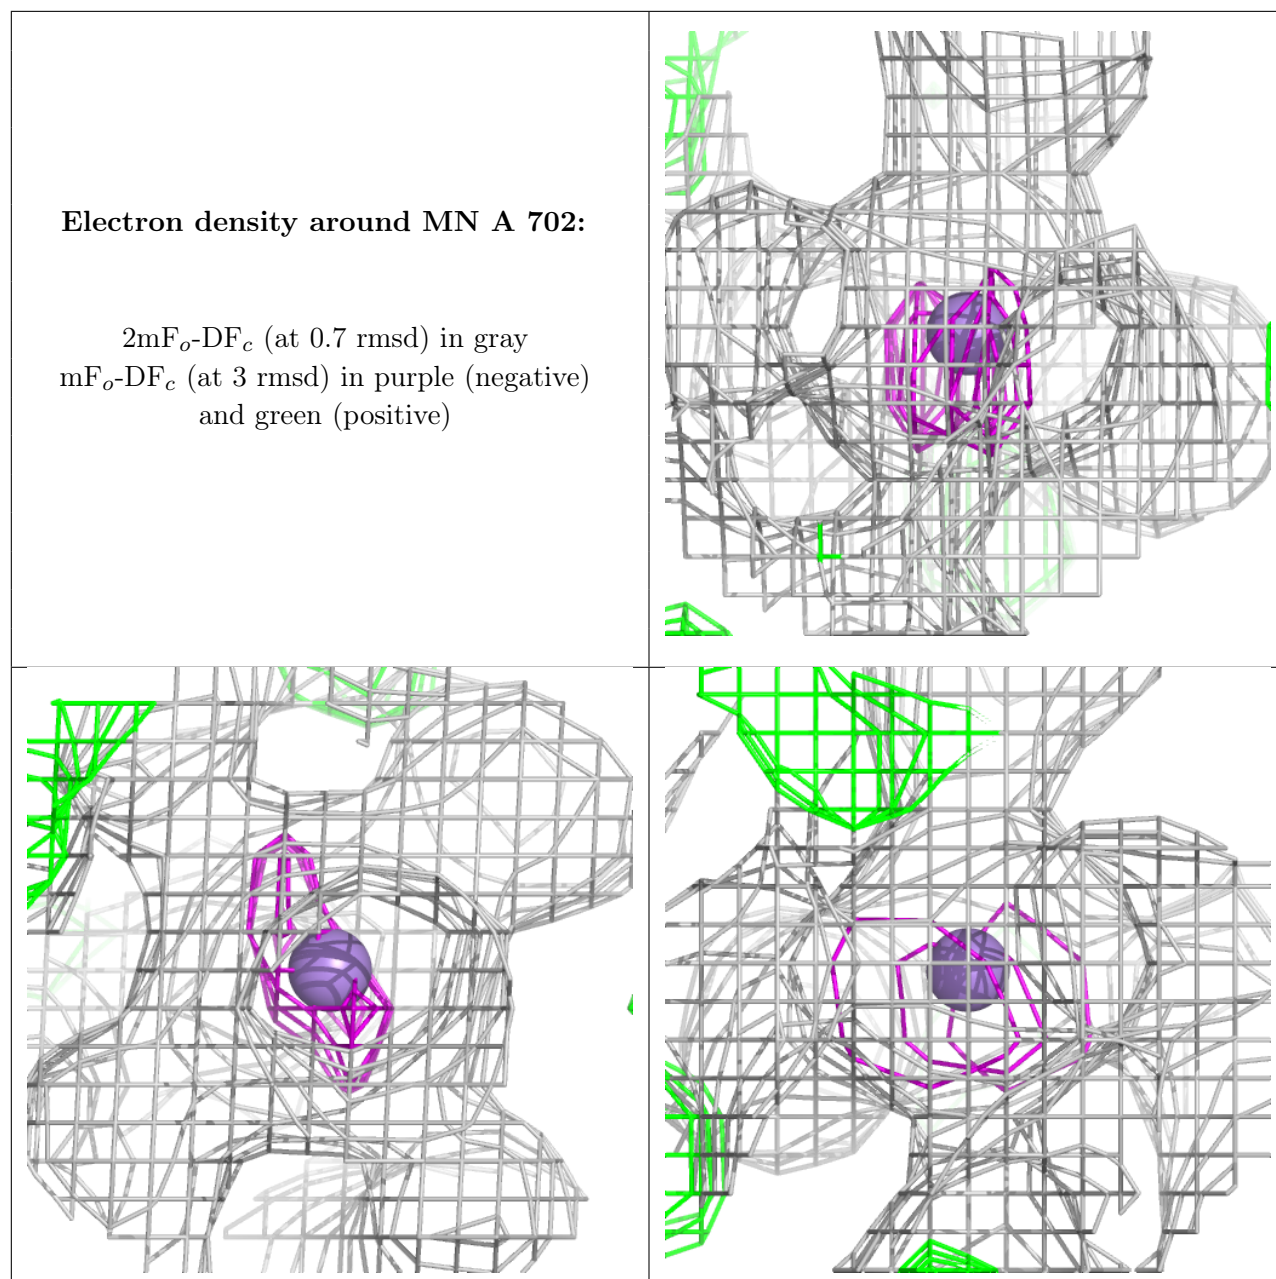 Electron density around MN A 702:
2mFo-DFc (at 0.7 rmsd) in gray
mFo-DFc (at 3 rmsd) in purple (negative)
and green (positive)